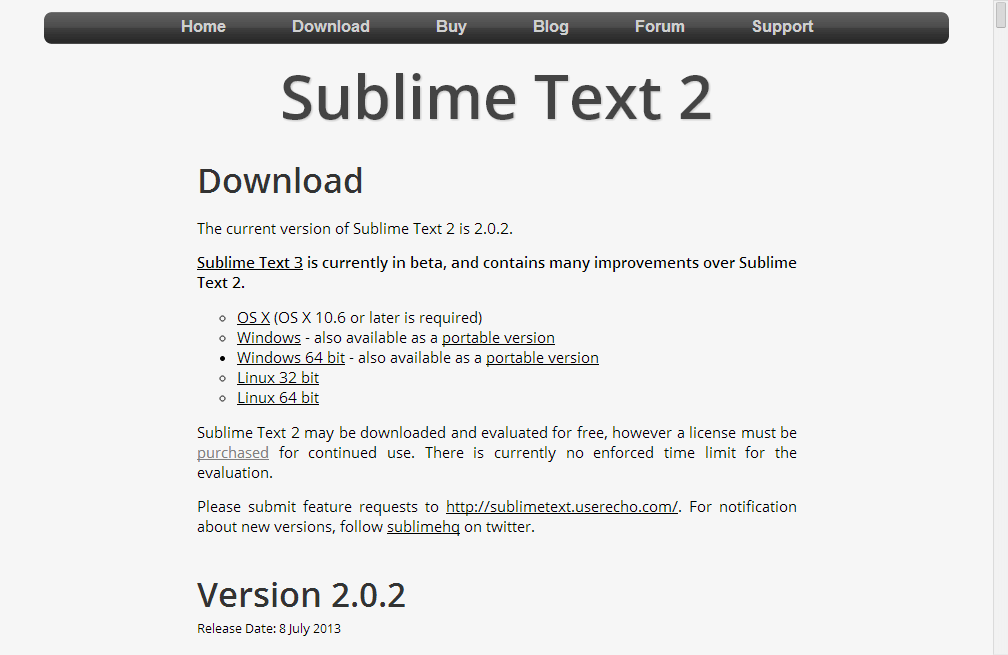 Home Download Buy Blog Forum Support
Sublime Text 2
Download
The current version of Sublime Text 2 is 2.0.2.
Sublime Text 3 is currently in beta, and contains many improvements over Sublime
Text 2.
OS X (OS X 10.6 or later is required)
Windows - also available as a portable version
Windows 64 bit - also available as a portable version
Linux 32 bit
Linux 64 bit
Sublime Text 2 may be downloaded and evaluated for free, however a license must be
purchased for continued use. There is currently no enforced time limit for the
evaluation.
Please submit feature requests to http://sublimetext.userecho.com/. For notification
about new versions, follow sublimehq on twitter.
Version 2.0.2
Release Date: 8 July 2013